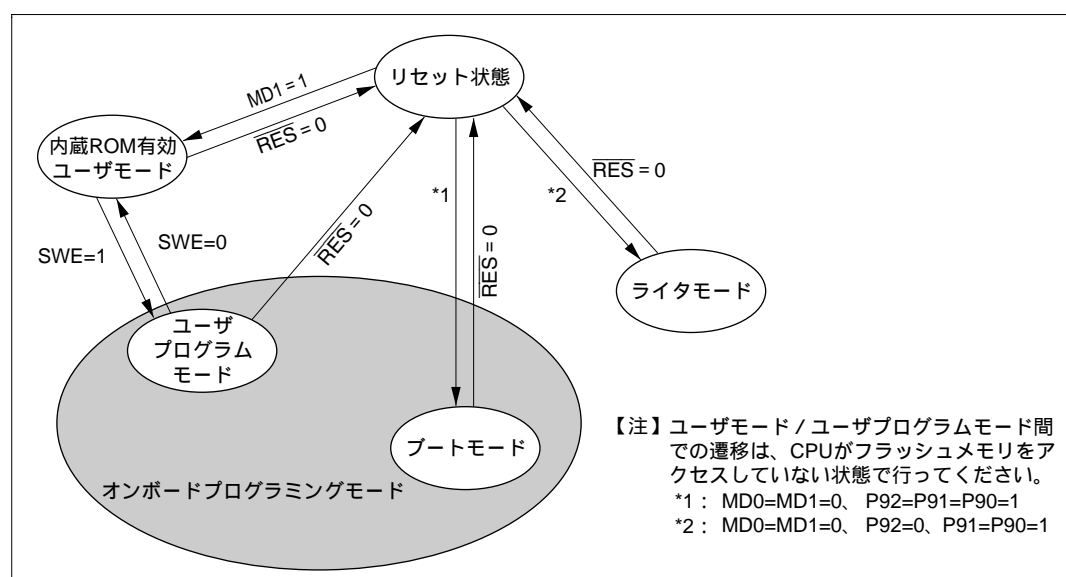 リセット状態
MD1 = 1
RES = 0
内蔵ROM有効
ユーザモード
RES = 0
*1
*2
RES = 0
SWE=1
SWE=0
RES = 0
ライタモード
ユーザ
プログラム
モード
ブートモード
オンボードプログラミングモード
【注】ユーザモード / ユーザプログラムモード間
での遷移は、CPUがフラッシュメモリをア
クセスしていない状態で行ってください。
*1： MD0=MD1=0、 P92=P91=P90=1
*2： MD0=MD1=0、 P92=0、P91=P90=1